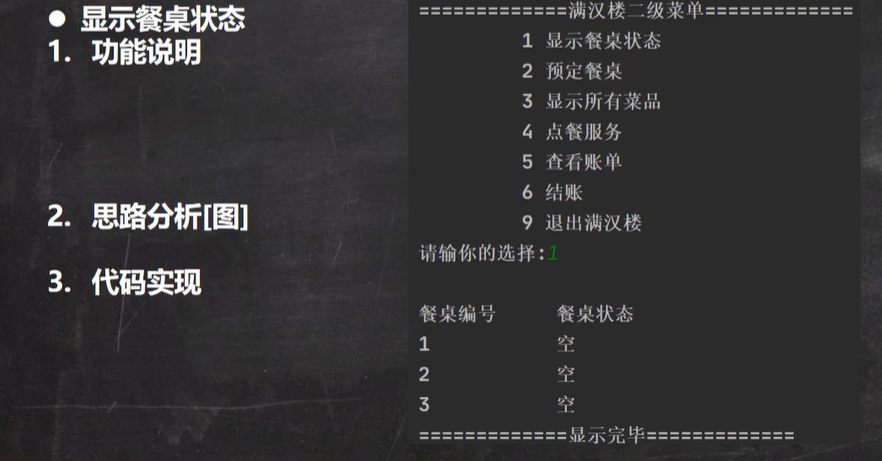 ● 显示餐桌状态
1. 功能说明
2. 思路分析[图]
3. 代码实现
=============满汉楼二级菜单=============
1 显示餐桌状态
2 预定餐桌
3 显示所有菜品
4 点餐服务
5 查看账单
6 结账
9 退出满汉楼
请输你的选择:1
餐桌编号 餐桌状态
1 空
2 空
3 空
=============显示完毕=============